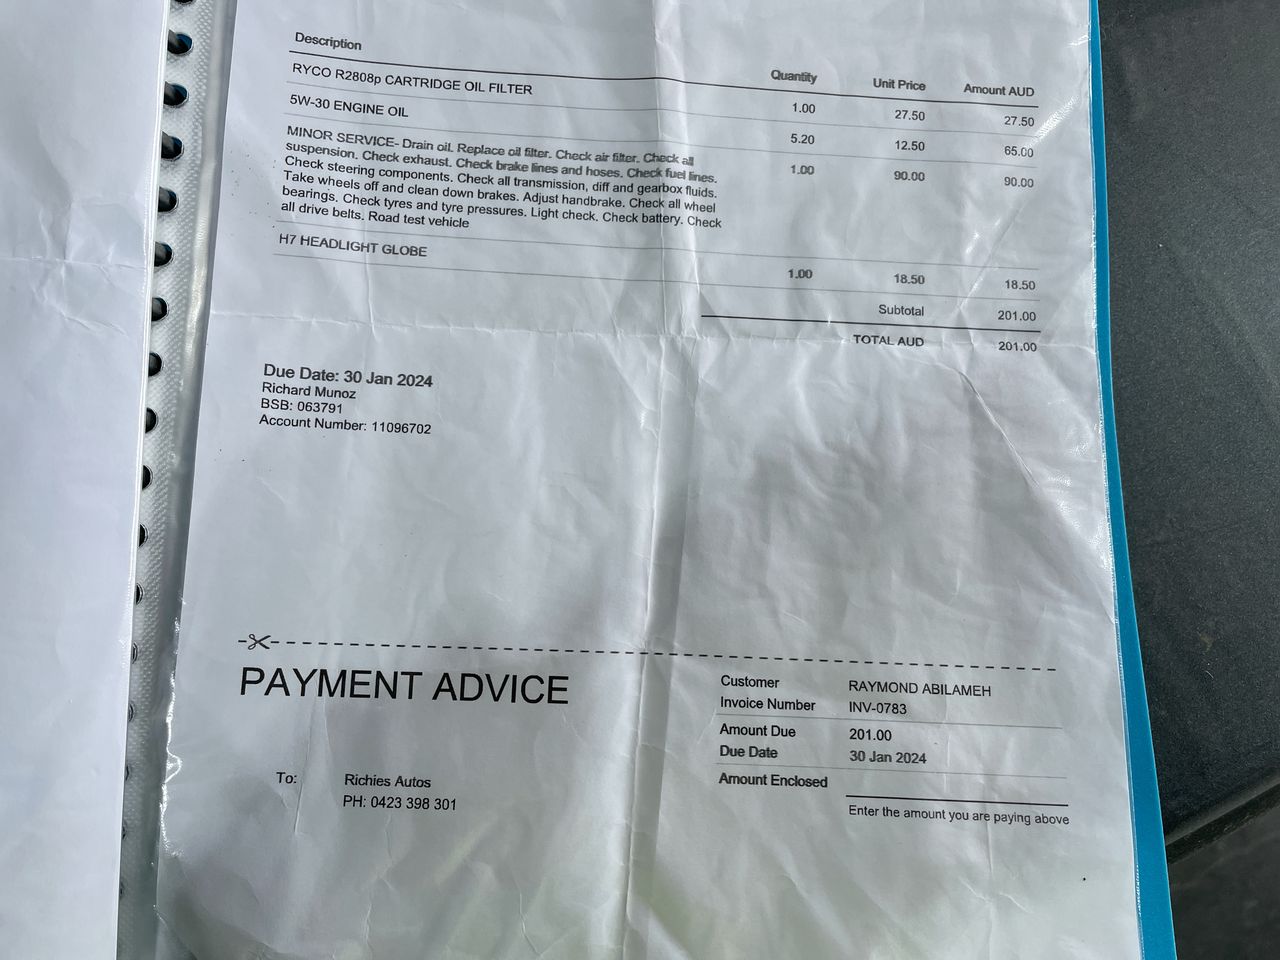 Description Quantity Unit Price Amount AUD
RYCO R2808p CARTRIDGE OIL FILTER 1.00 27.50 27.50
5W-30 ENGINE OIL 5.20 12.50 65.00
MINOR SERVICE- Drain oil. Replace oil filter. Check air filter. Check all 1.00 90.00 90.00
suspension. Check exhaust. Check brake lines and hoses. Check fuel lines.
Check steering components. Check all transmission, diff and gearbox fluids.
Take wheels off and clean down brakes. Adjust handbrake. Check all wheel
bearings. Check tyres and tyre pressures. Light check. Check battery. Check
all drive belts. Road test vehicle
H7 HEADLIGHT GLOBE 1.00 18.50 18.50
Subtotal 201.00
TOTAL AUD 201.00
Due Date: 30 Jan 2024
Richard Munoz
BSB: 063791
Account Number: 11096702
PAYMENT ADVICE
To: Richies Autos
PH: 0423 398 301
Customer RAYMOND ABILAMEH
Invoice Number INV-0783
Amount Due 201.00
Due Date 30 Jan 2024
Amount Enclosed
Enter the amount you are paying above